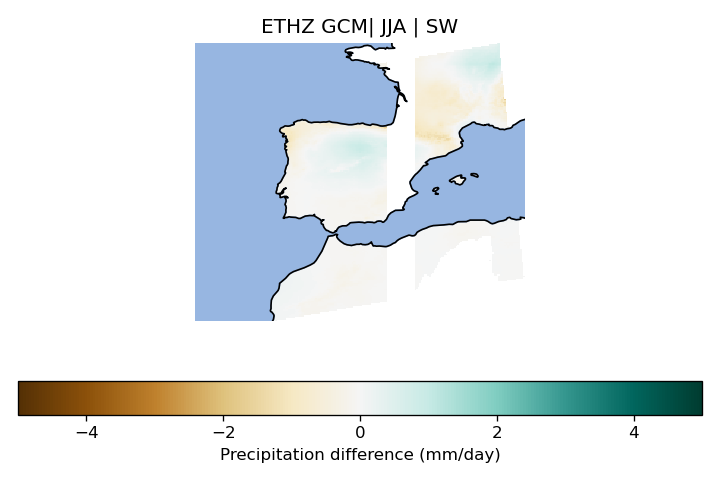 ETHZ GCM| JJA | SW
−4 −2 0 2 4
Precipitation difference (mm/day)